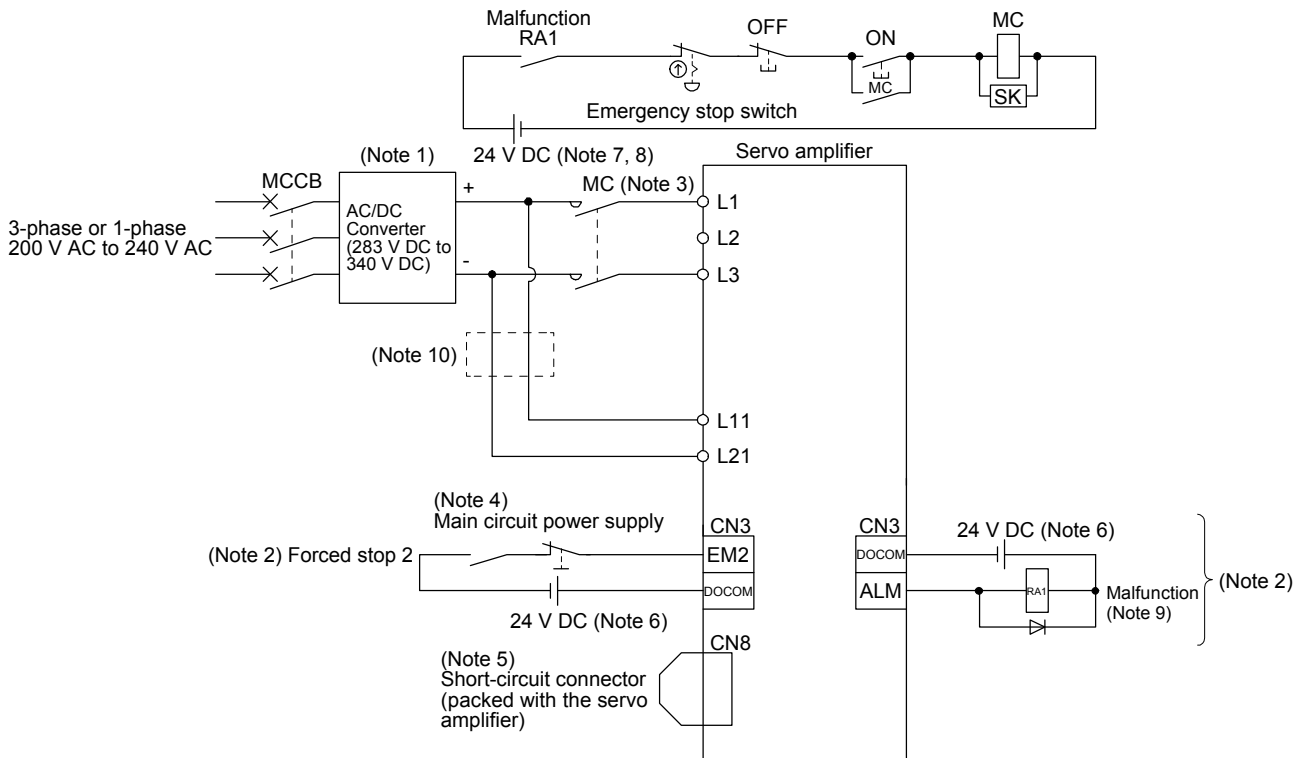 Malfunction
RA1
OFF
ON
MC
MC
SK
Emergency stop switch
24 V DC (Note 7, 8)
(Note 1)
Servo amplifier
MCCB
+
MC (Note 3)
L1
3-phase or 1-phase
200 V AC to 240 V AC
AC/DC
Converter
(283 V DC to
340 V DC)
L2
-
L3
(Note 10)
L11
L21
(Note 4)
Main circuit power supply
CN3
CN3
24 V DC (Note 6)
(Note 2) Forced stop 2
EM2
DOCOM
DOCOM
ALM
RA1
Malfunction
(Note 9)
(Note 2)
24 V DC (Note 6)
CN8
(Note 5)
Short-circuit connector
(packed with the servo
amplifier)